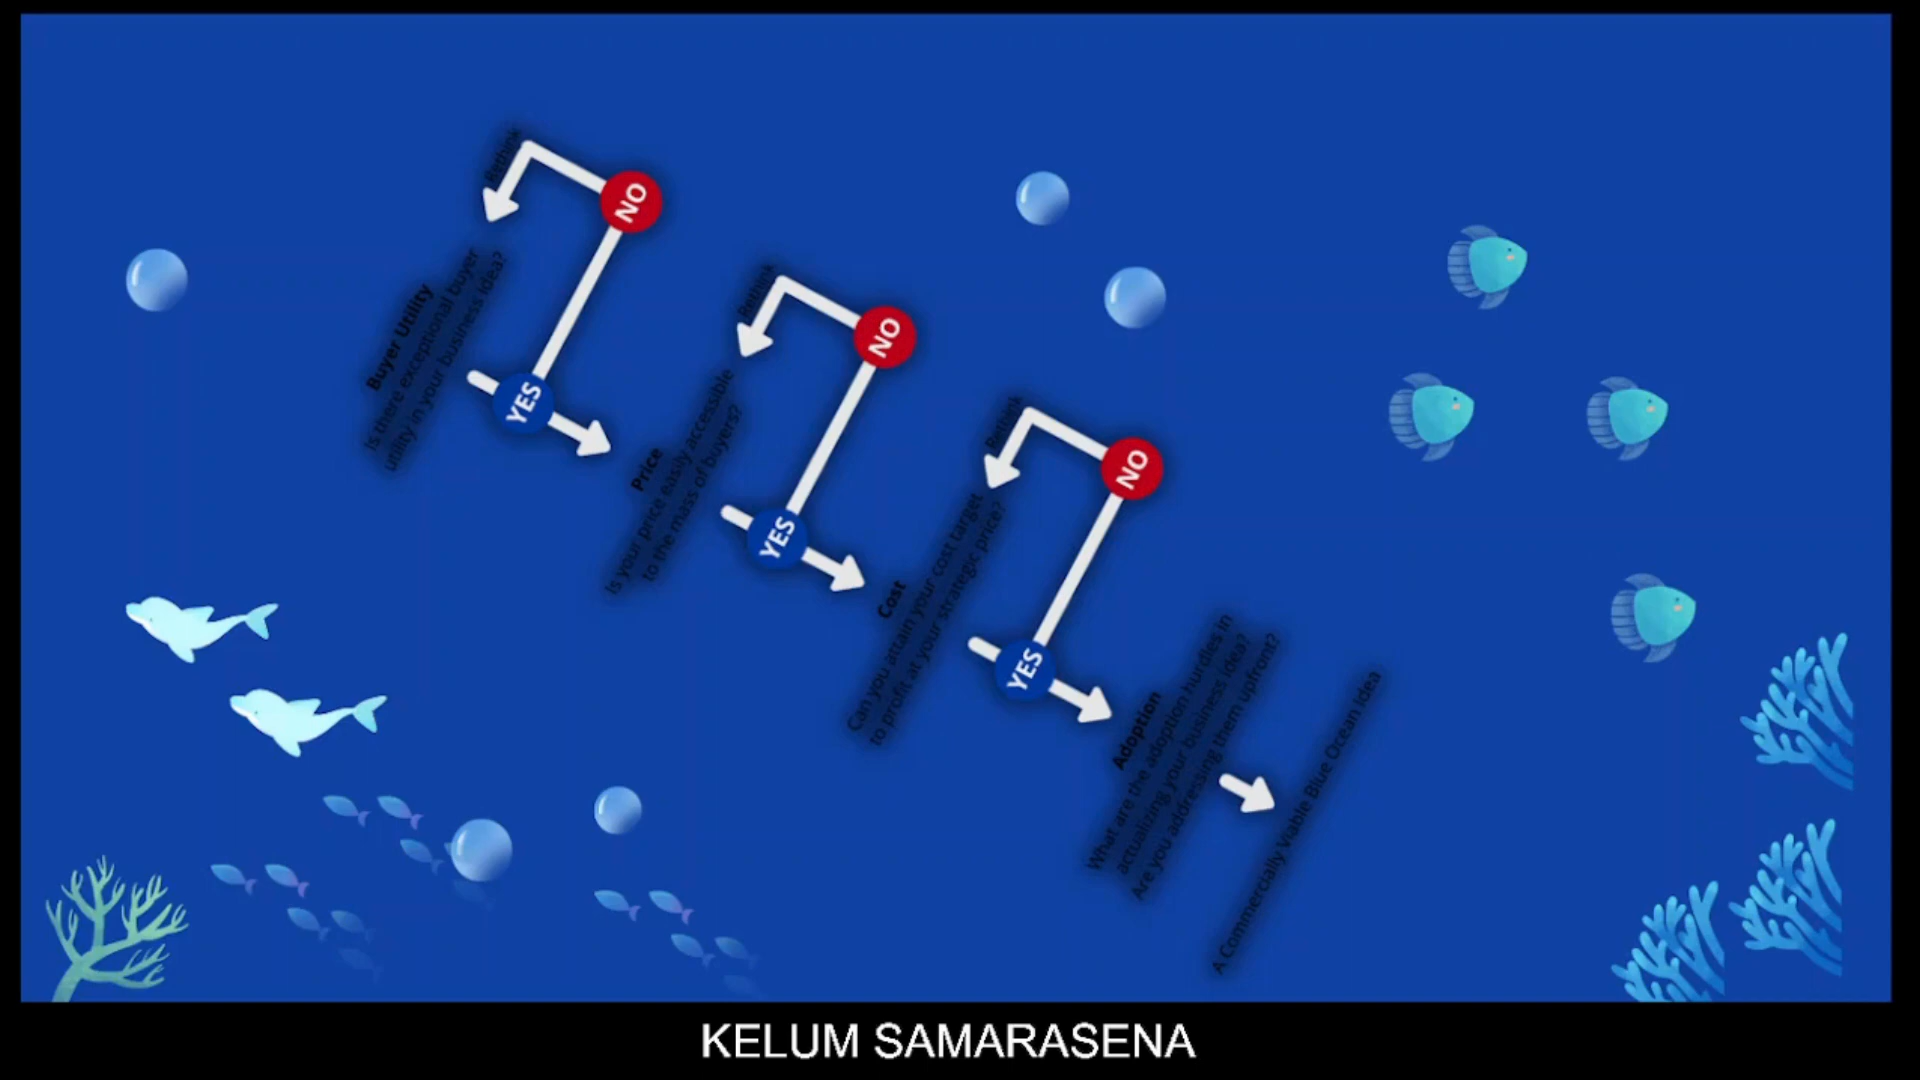 Buyer Utility
Is there exceptional buyer
utility in your business idea?
YES
NO
Rethink
Price
Is your price easily accessible
to the mass of buyers?
YES
NO
Rethink
Cost
Can you attain your cost target
to profit at your strategic price?
YES
NO
Rethink
Adoption
What are the adoption hurdles in
actualizing your business idea?
Are you addressing them upfront?
A Commercially Viable Blue Ocean Idea
KELUM SAMARASENA